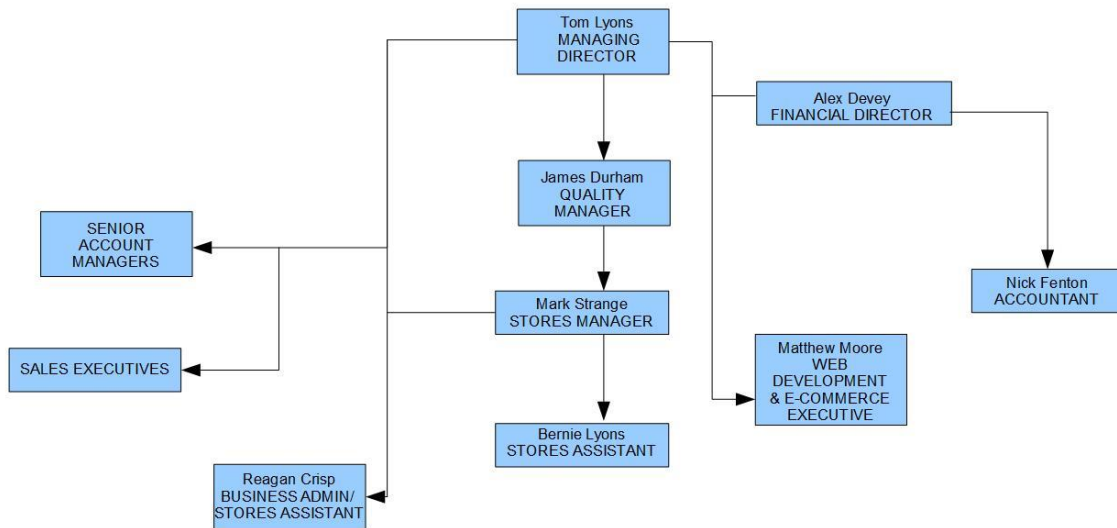 Tom Lyons
MANAGING
DIRECTOR
Alex Devey
FINANCIAL DIRECTOR
James Durham
QUALITY
MANAGER
SENIOR
ACCOUNT
MANAGERS
Nick Fenton
ACCOUNTANT
Mark Strange
STORES MANAGER
SALES EXECUTIVES
Matthew Moore
WEB
DEVELOPMENT
& E-COMMERCE
EXECUTIVE
Bernie Lyons
STORES ASSISTANT
Reagan Crisp
BUSINESS ADMIN/
STORES ASSISTANT